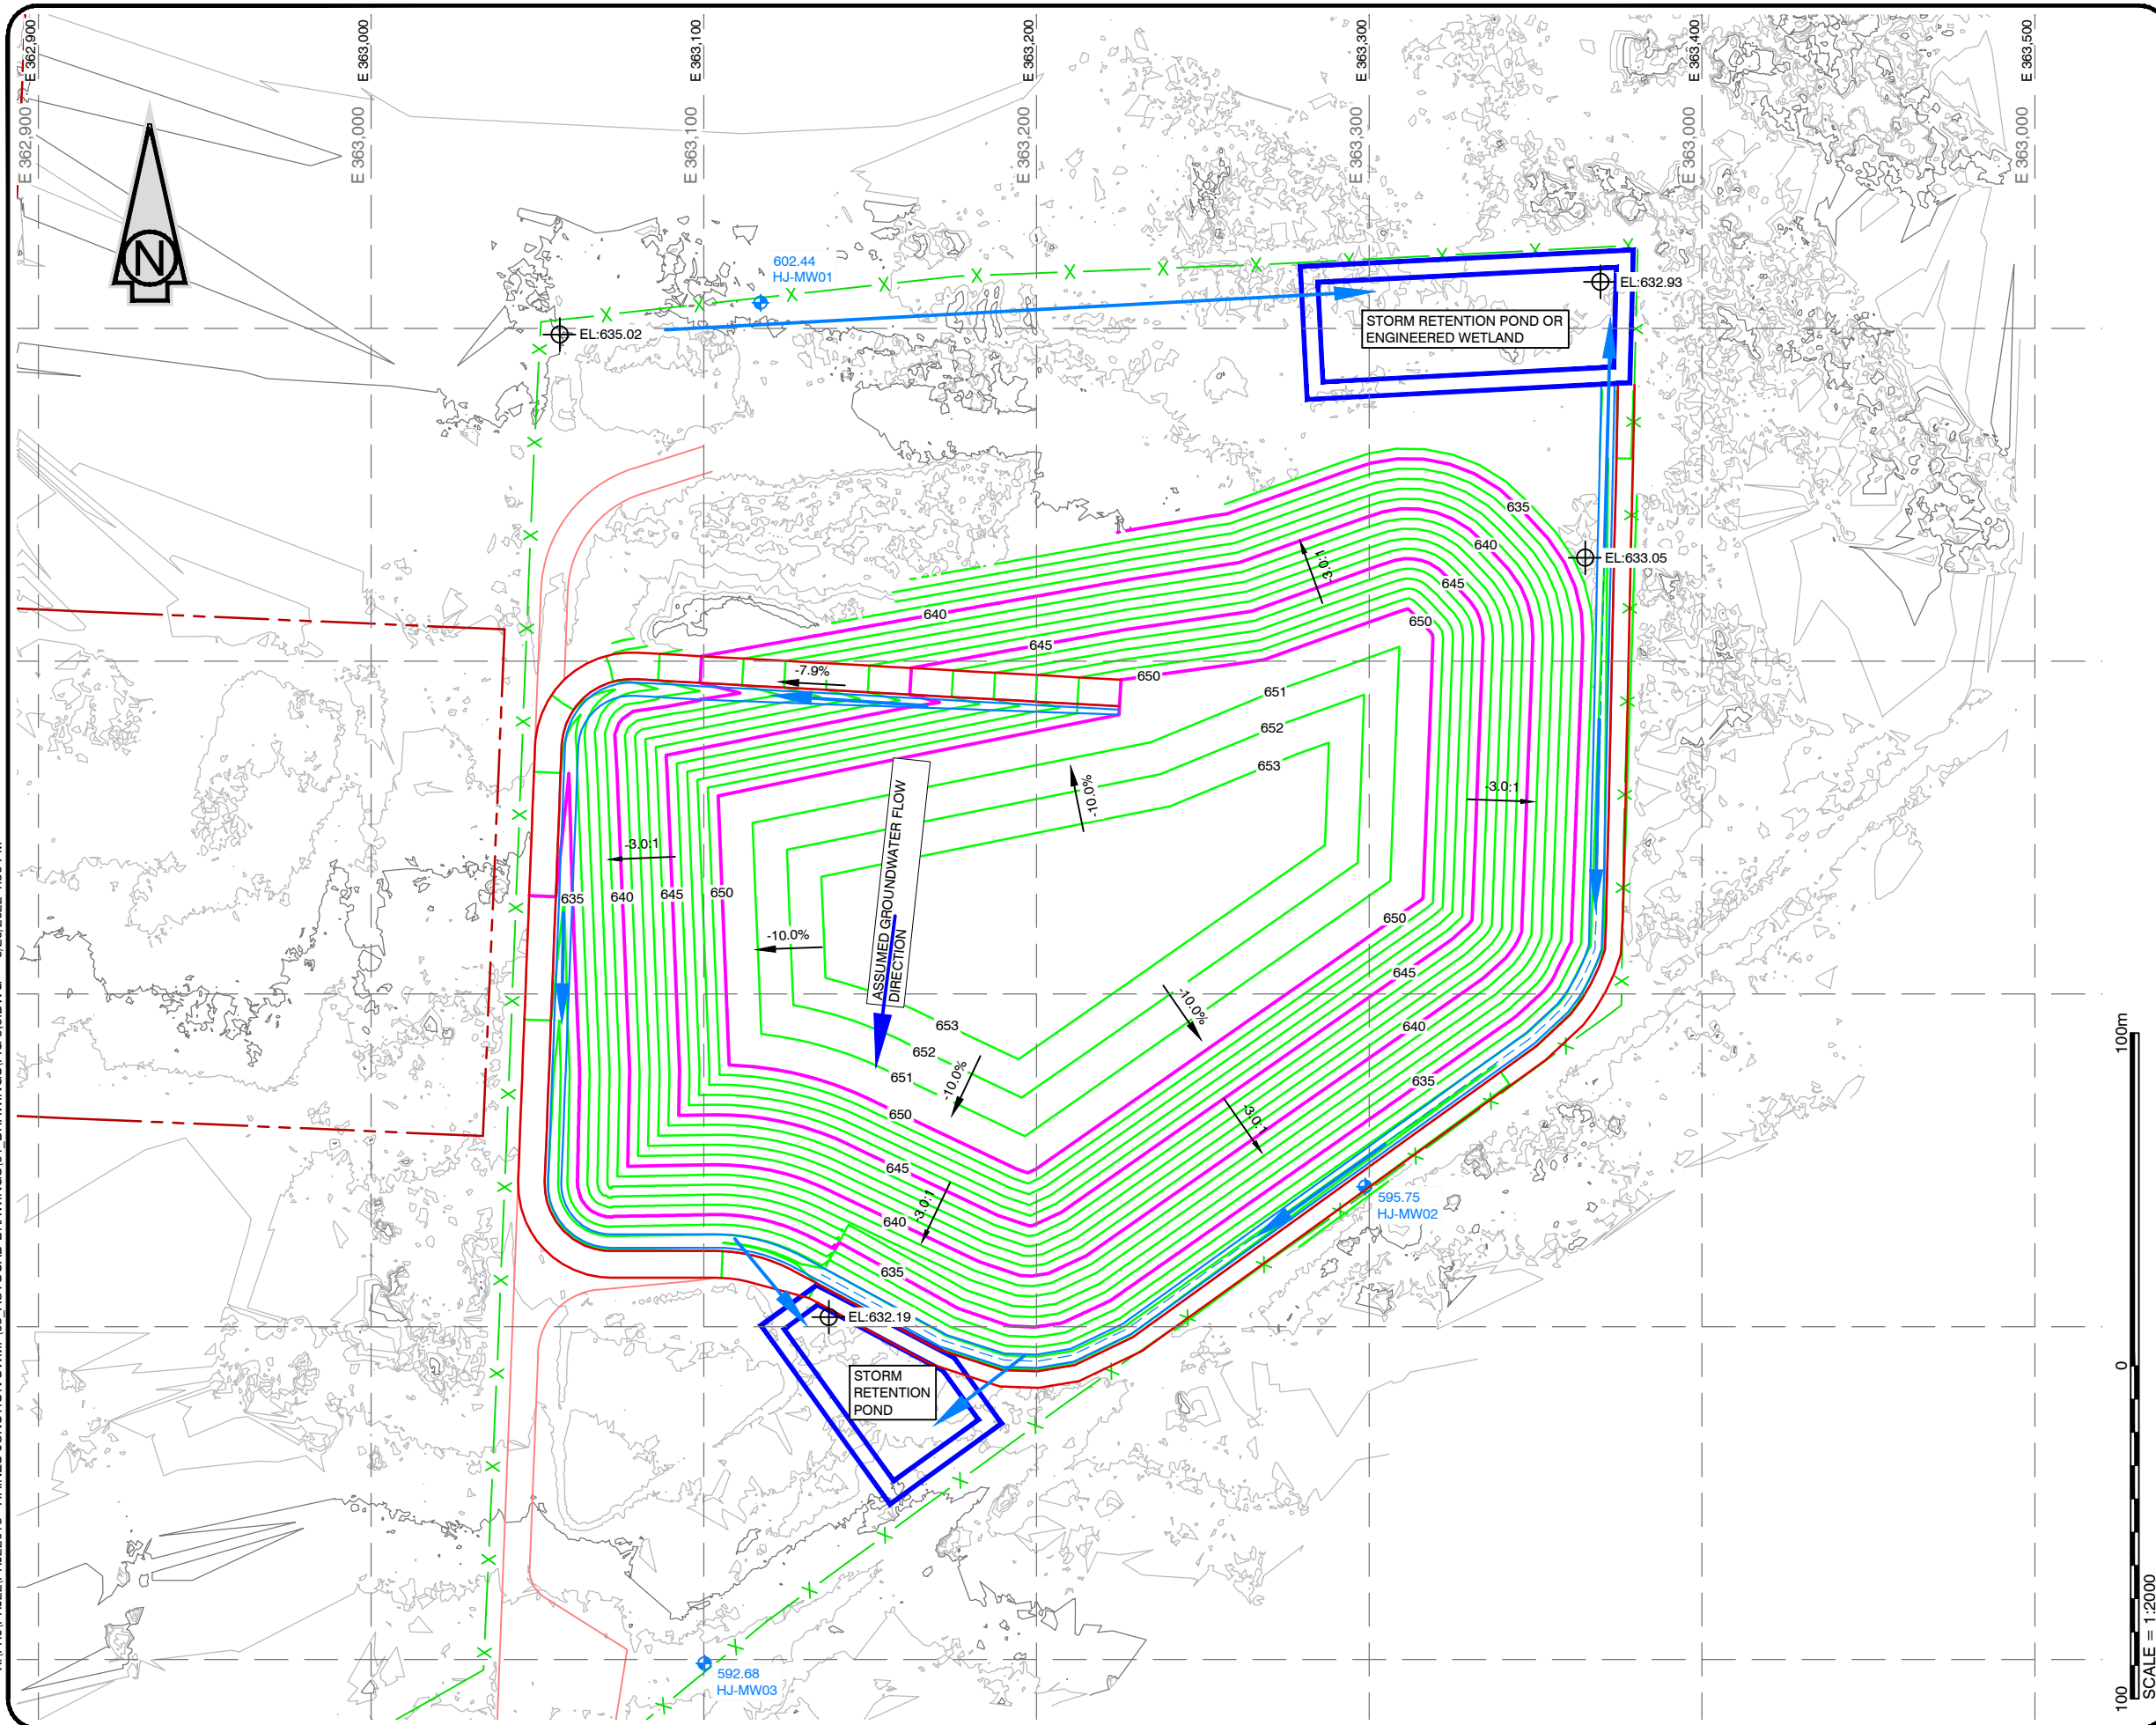 E 362,900
E 363,000
E 363,100
E 363,200
E 363,300
E 363,400
E 363,500
E 362,900
E 363,000
E 363,100
E 363,200
E 363,300
E 363,000
E 363,000
N
602.44
HJ-MW01
EL:635.02
EL:632.93
STORM RETENTION POND OR
ENGINEERED WETLAND
635
640
EL:633.05
645
-3.0:1
640
650
645
650
-7.9%
651
652
653
-10.0%
-3.0:1
-3.0:1
ASSUMED GROUNDWATER FLOW
DIRECTION
635
640
645
650
650
-10.0%
645
-10.0%
653
640
652
651
-10.0%
635
650
-3.0:1
645
-3.0:1
640
595.75
HJ-MW02
635
EL:632.19
STORM
RETENTION
POND
592.68
HJ-MW03
100m
0
100
SCALE = 1:2000